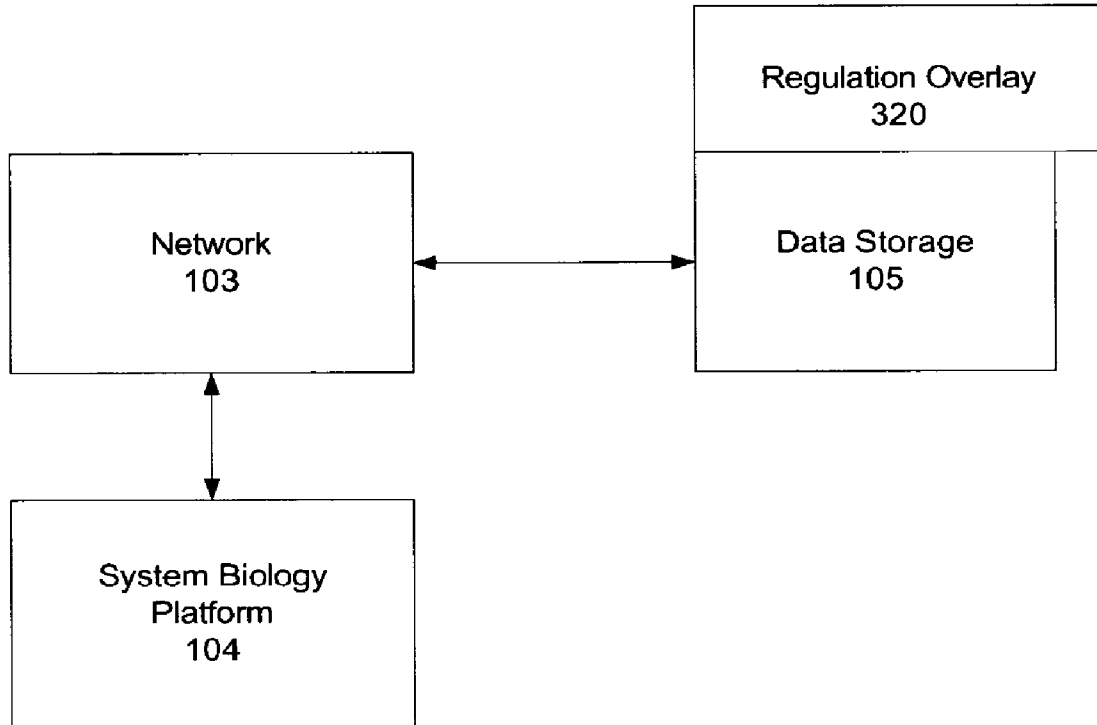 Regulation Overlay
320
Network
103
Data Storage
105
System Biology
Platform
104